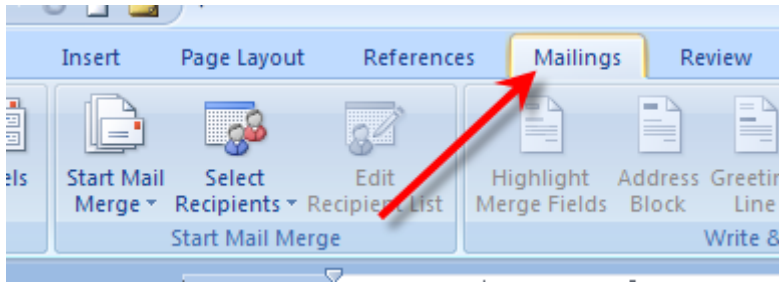 Insert Page Layout References Mailings Review
els Start Mail Select Edit Highlight Address Greetin
Merge Recipients Recipient List Merge Fields Block Line
Start Mail Merge Write &